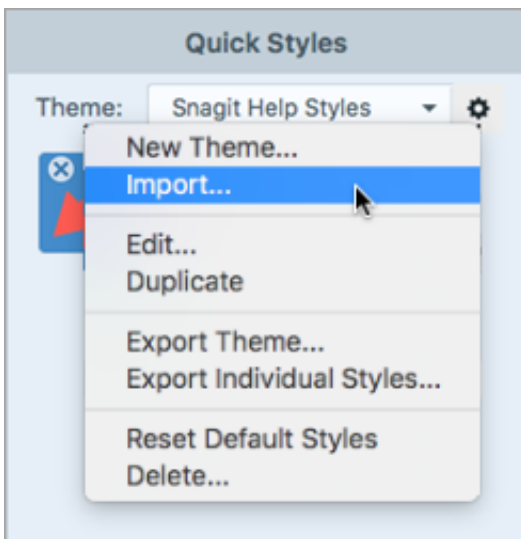 Quick Styles
Theme: Snagit Help Styles
New Theme...
Import...
Edit...
Duplicate
Export Theme...
Export Individual Styles...
Reset Default Styles
Delete...